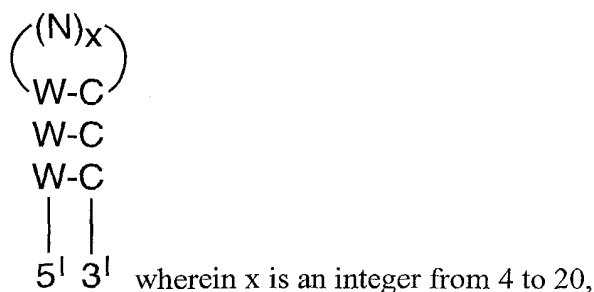 (N)x
W-C
W-C
W-C
5' 3' wherein x is an integer from 4 to 20,